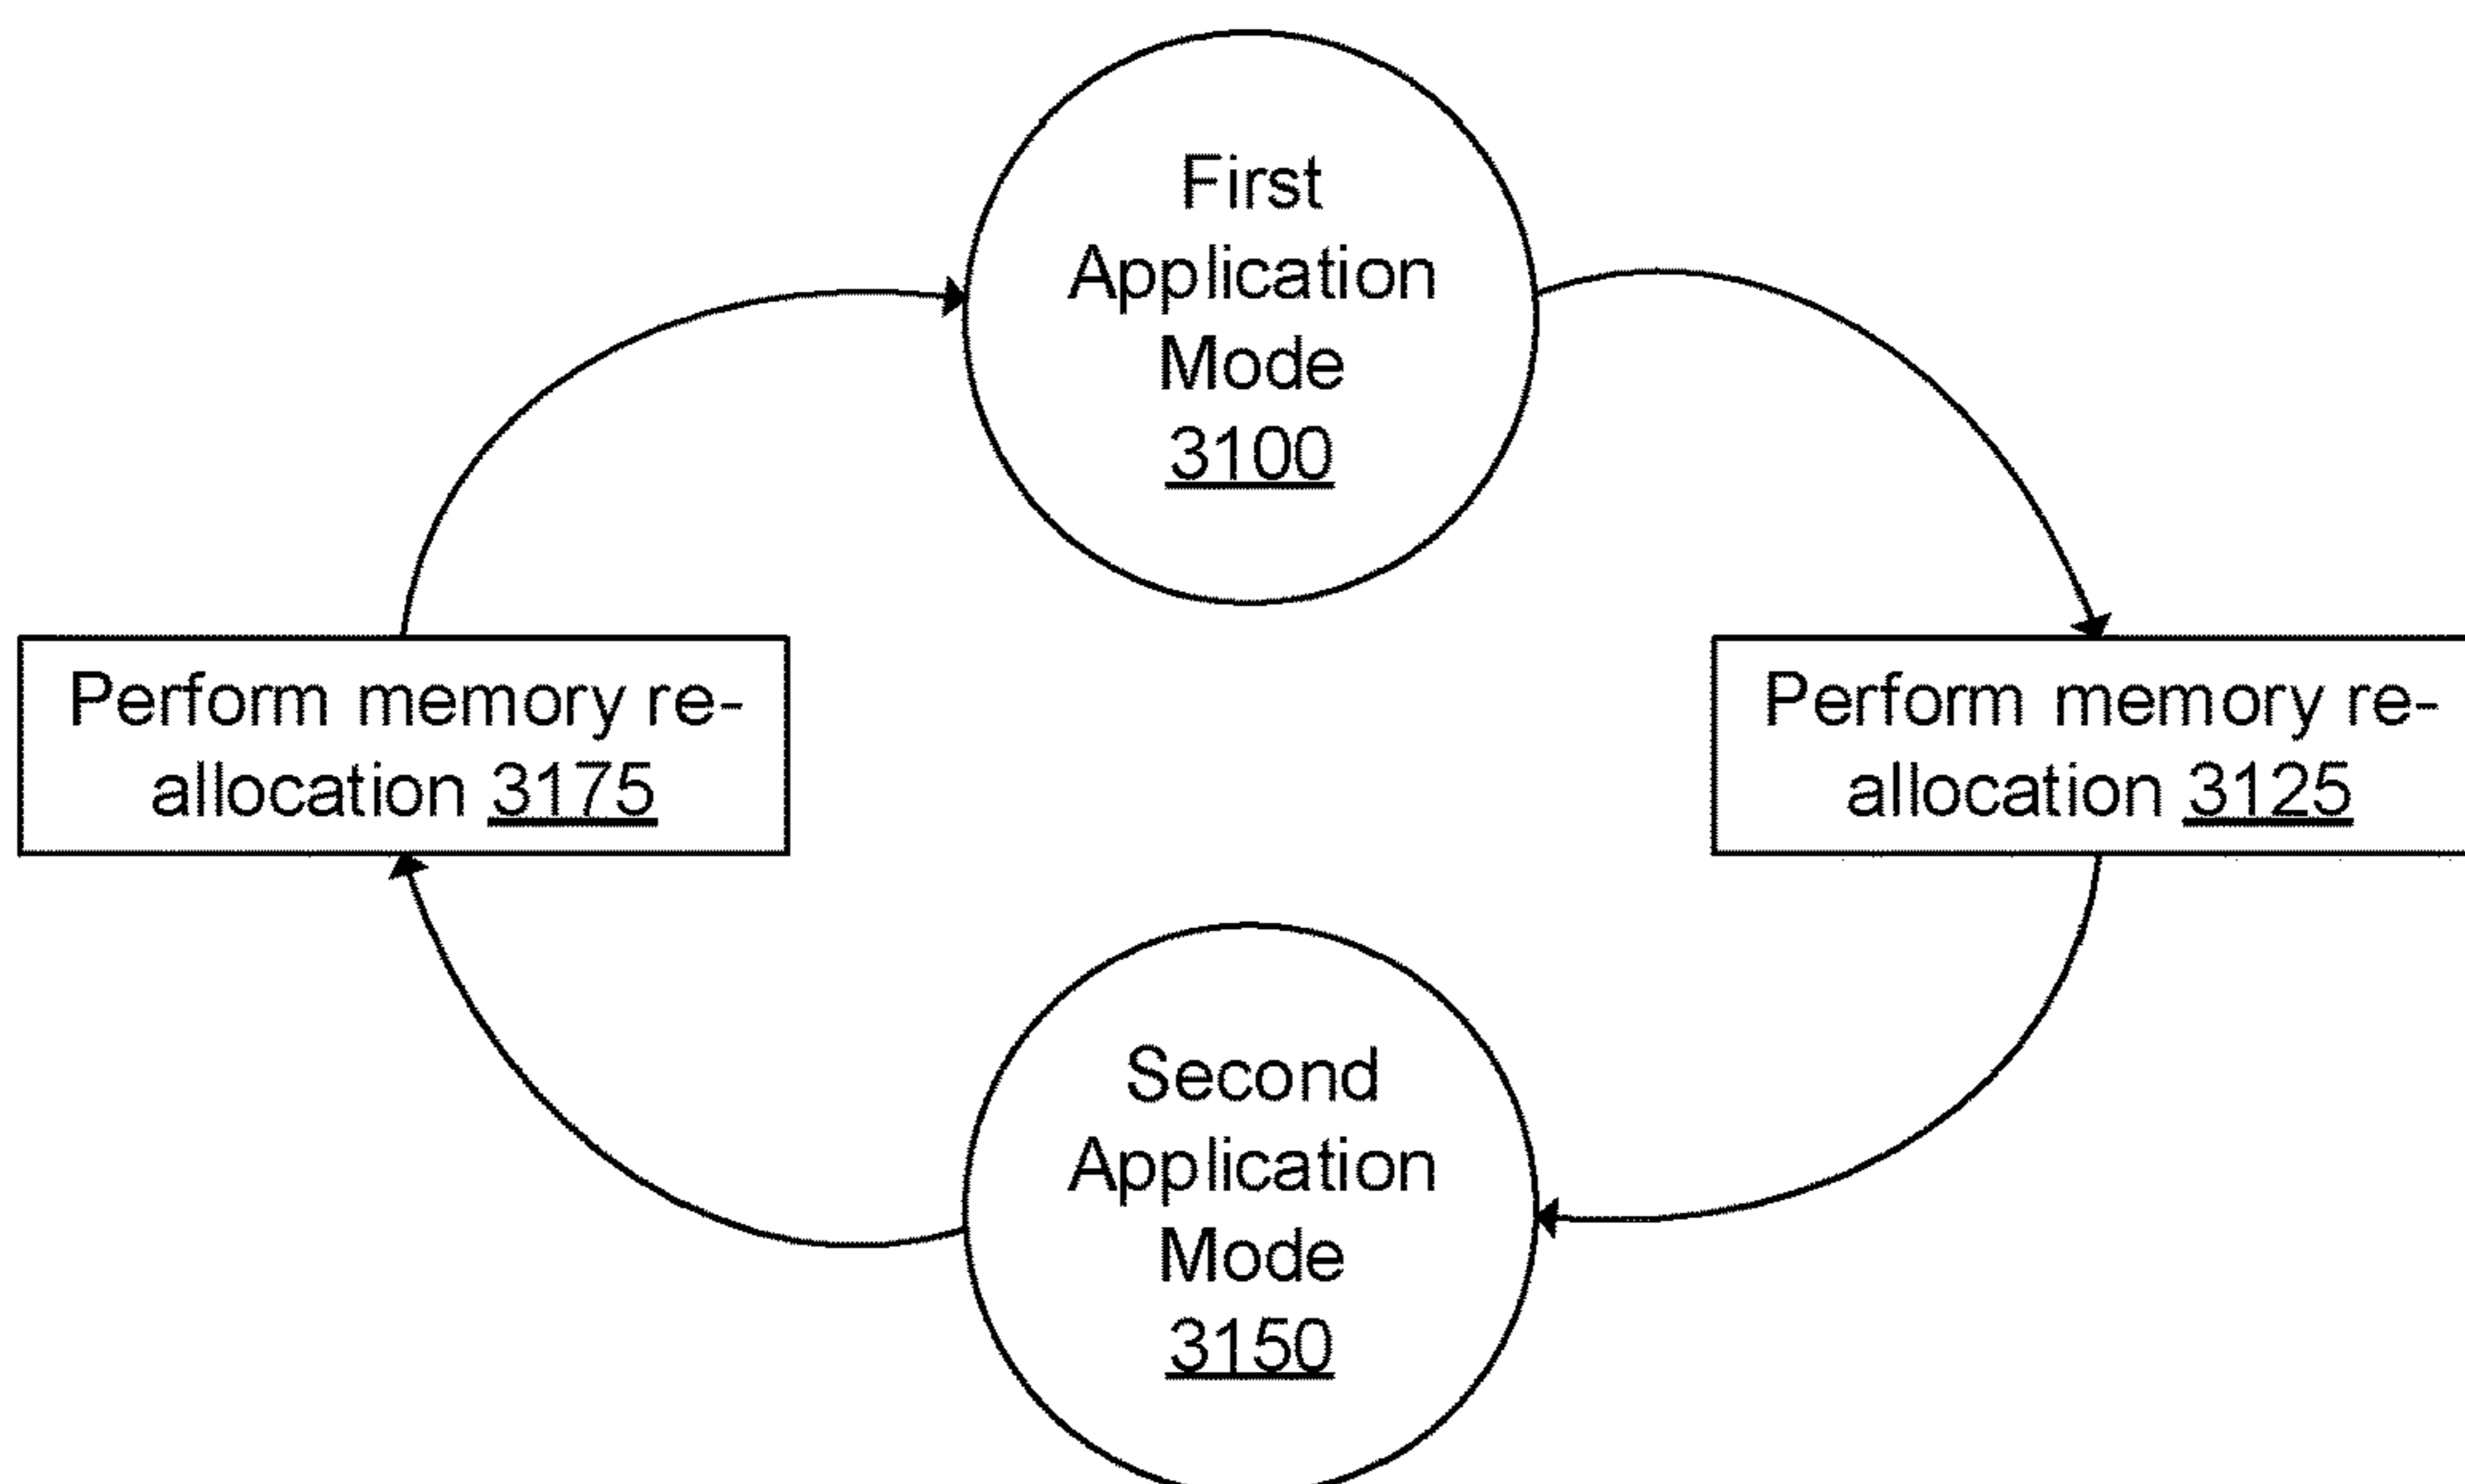 First
Application
Mode
3100
Perform memory re-
allocation 3175
Perform memory re-
allocation 3125
Second
Application
Mode
3150